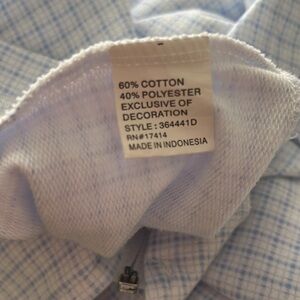 60% COTTON
40% POLYESTER
EXCLUSIVE OF
DECORATION
STYLE : 364441D
RN#17414
MADE IN INDONESIA